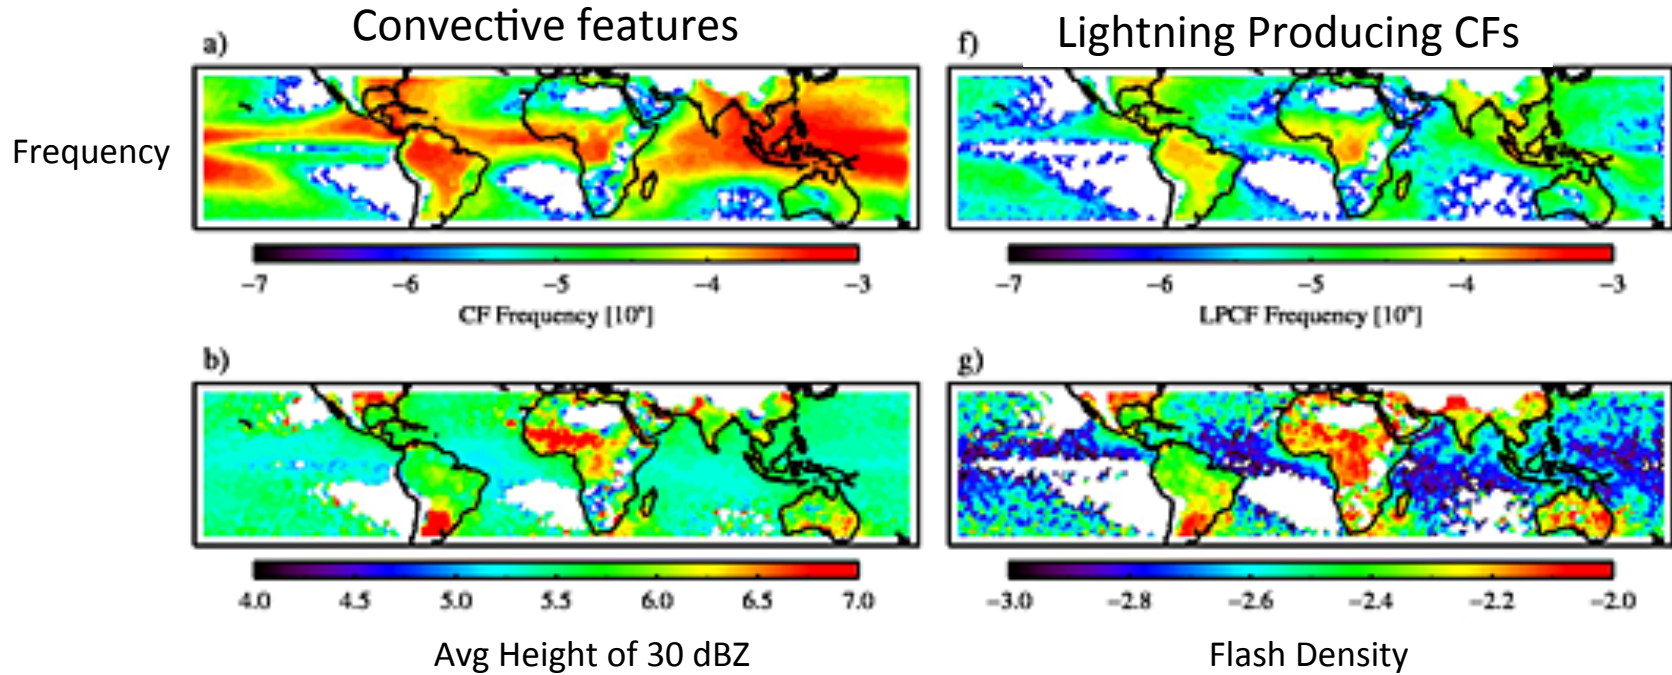 Convective features
Lightning Producing CFs
a)
f)
Frequency
−7 −6 −5 −4 −3
CF Frequency [10ⁿ]
−7 −6 −5 −4 −3
LPCF Frequency [10ⁿ]
b)
g)
4.0 4.5 5.0 5.5 6.0 6.5 7.0
−3.0 −2.8 −2.6 −2.4 −2.2 −2.0
Avg Height of 30 dBZ
Flash Density